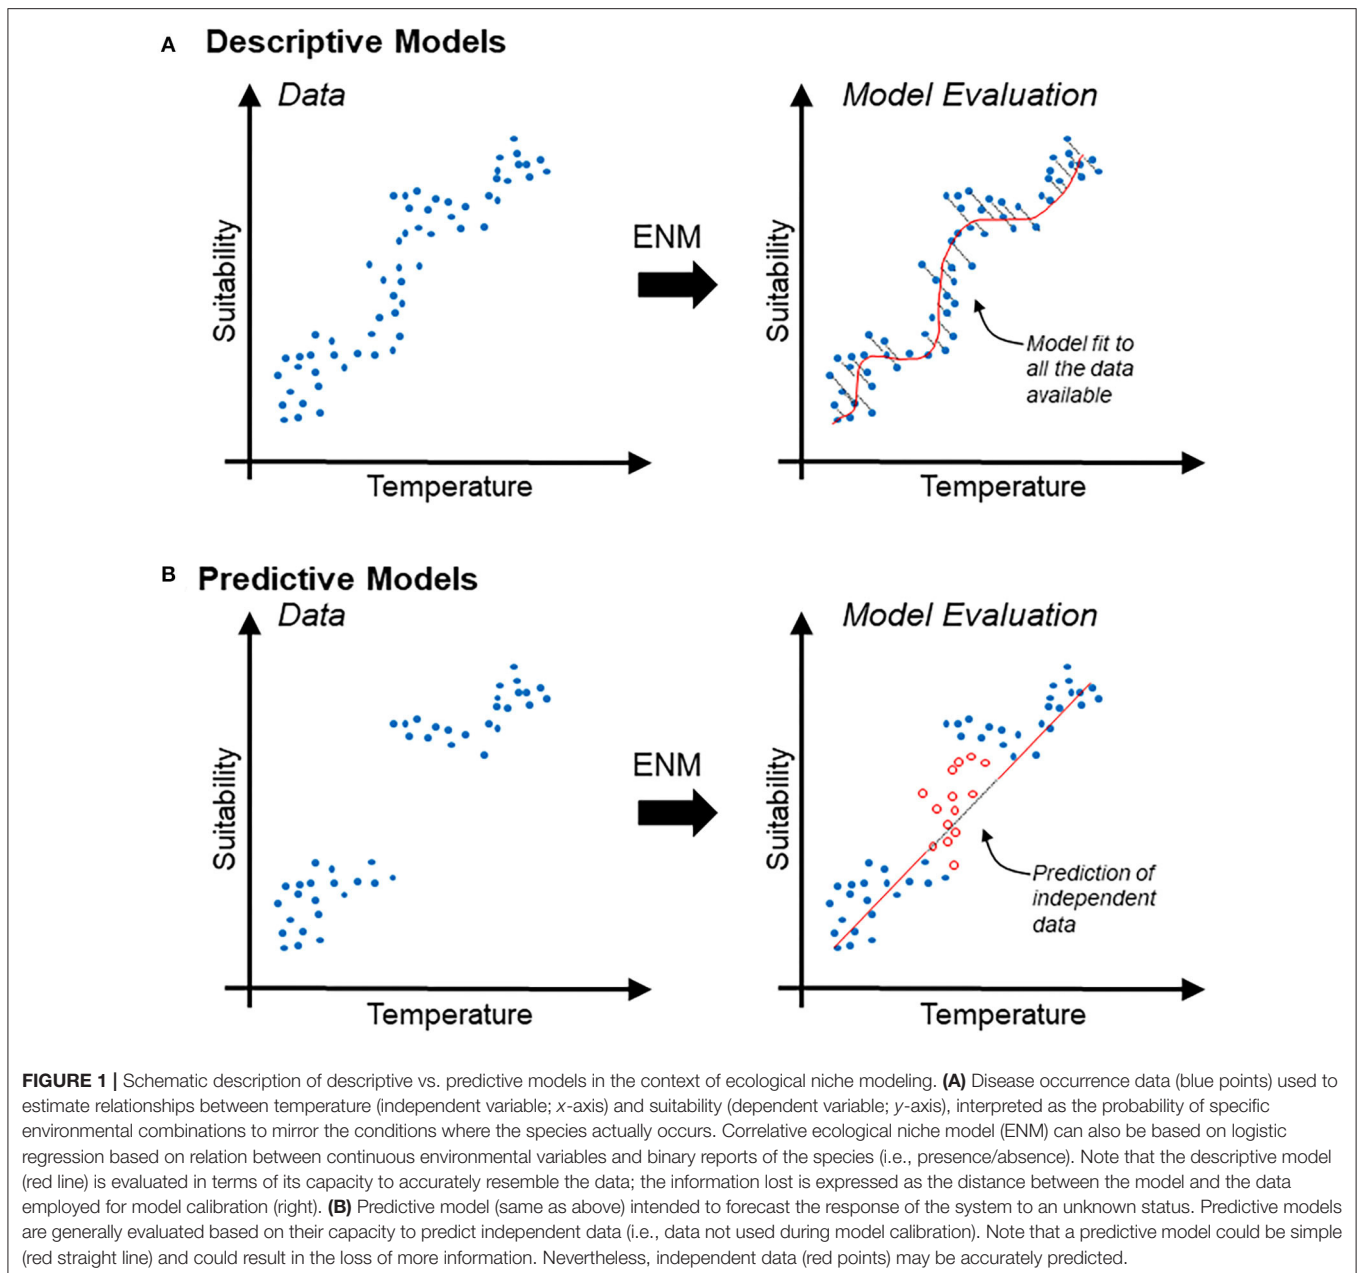 A Descriptive Models
Data
Model Evaluation
Suitability
ENM
Suitability
Model fit to
all the data
available
Temperature
Temperature
B Predictive Models
Data
Model Evaluation
Suitability
ENM
Suitability
Prediction of
independent
data
Temperature
Temperature
FIGURE 1 | Schematic description of descriptive vs. predictive models in the context of ecological niche modeling. (A) Disease occurrence data (blue points) used to
estimate relationships between temperature (independent variable; x-axis) and suitability (dependent variable; y-axis), interpreted as the probability of specific
environmental combinations to mirror the conditions where the species actually occurs. Correlative ecological niche model (ENM) can also be based on logistic
regression based on relation between continuous environmental variables and binary reports of the species (i.e., presence/absence). Note that the descriptive model
(red line) is evaluated in terms of its capacity to accurately resemble the data; the information lost is expressed as the distance between the model and the data
employed for model calibration (right). (B) Predictive model (same as above) intended to forecast the response of the system to an unknown status. Predictive models
are generally evaluated based on their capacity to predict independent data (i.e., data not used during model calibration). Note that a predictive model could be simple
(red straight line) and could result in the loss of more information. Nevertheless, independent data (red points) may be accurately predicted.